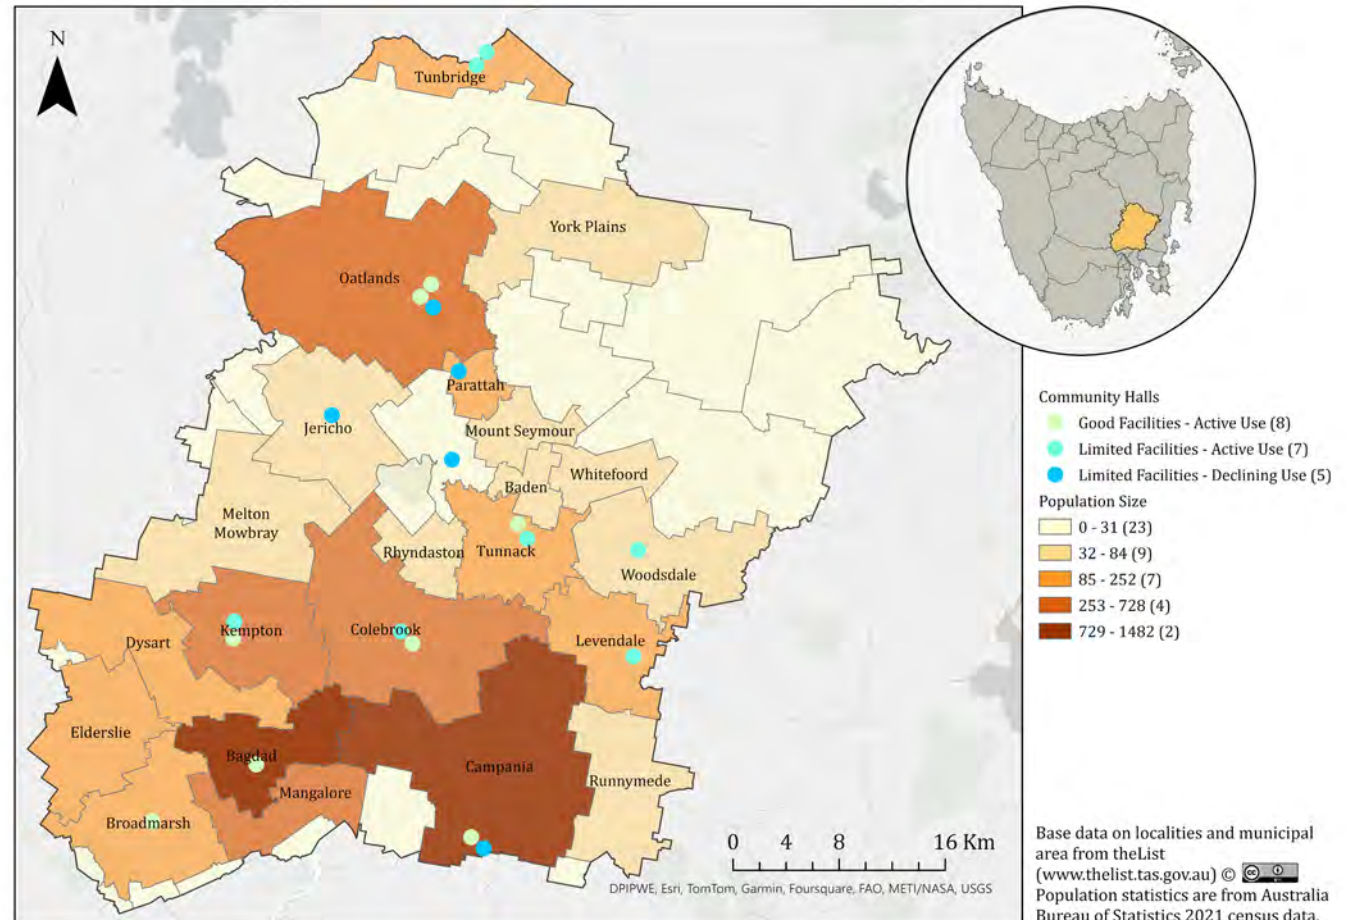 N
Tunbridge
York Plains
Oatlands
Parattah
Jericho
Mount Seymour
Whitefoord
Baden
Melton
Mowbray
Rhyndaston
Tunnack
Woodsdale
Kempton
Colebrook
Dysart
Levendale
Elderslie
Bagdad
Campania
Mangalore
Runnymede
Broadmarsh
0 4 8 16 Km
DPIPWE, Esri, TomTom, Garmin, Foursquare, FAO, METI/NASA, USGS
Community Halls
Good Facilities - Active Use (8)
Limited Facilities - Active Use (7)
Limited Facilities - Declining Use (5)
Population Size
0 - 31 (23)
32 - 84 (9)
85 - 252 (7)
253 - 728 (4)
729 - 1482 (2)
Base data on localities and municipal
area from theList
(www.thelist.tas.gov.au) ©
Population statistics are from Australia
Bureau of Statistics 2021 census data.